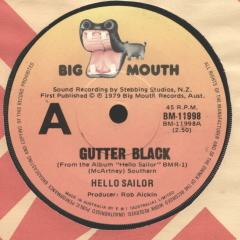 BIG MOUTH
Sound Recording by Stebbing Studios, N.Z.
First Published ℗ © 1979 Big Mouth Records, Aust.
45 R.P.M.
A
BM-11998
BM-11998A
(2.50)
GUTTER BLACK
(From the Album "Hello Sailor" BMR-1)
(McArtney) Southern
HELLO SAILOR
Producer: Rob Aickin